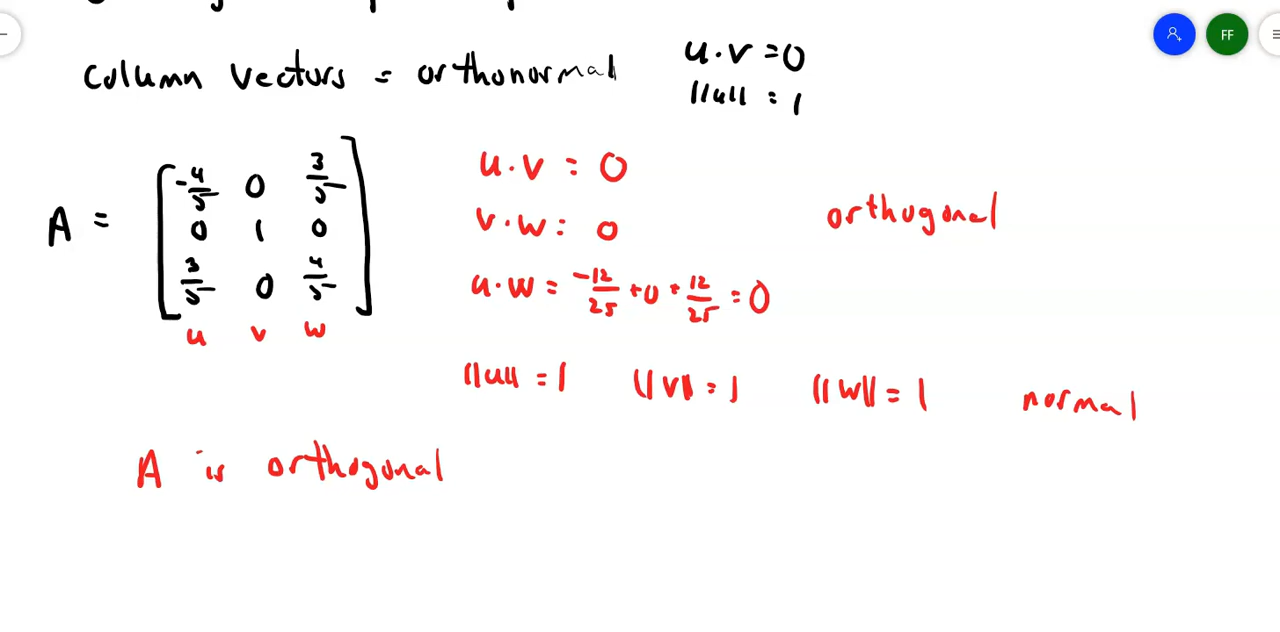 column vectors = orthonormal
u·v = 0
||u|| = 1
A = [ -4/5 0 3/5
0 1 0
3/5 0 4/5 ]
u v w
u·v = 0
v·w = 0
u·w = -12/25 + 0 + 12/25 = 0
orthogonal
||u|| = 1 ||v|| = 1 ||w|| = 1 normal
A is orthogonal
FF